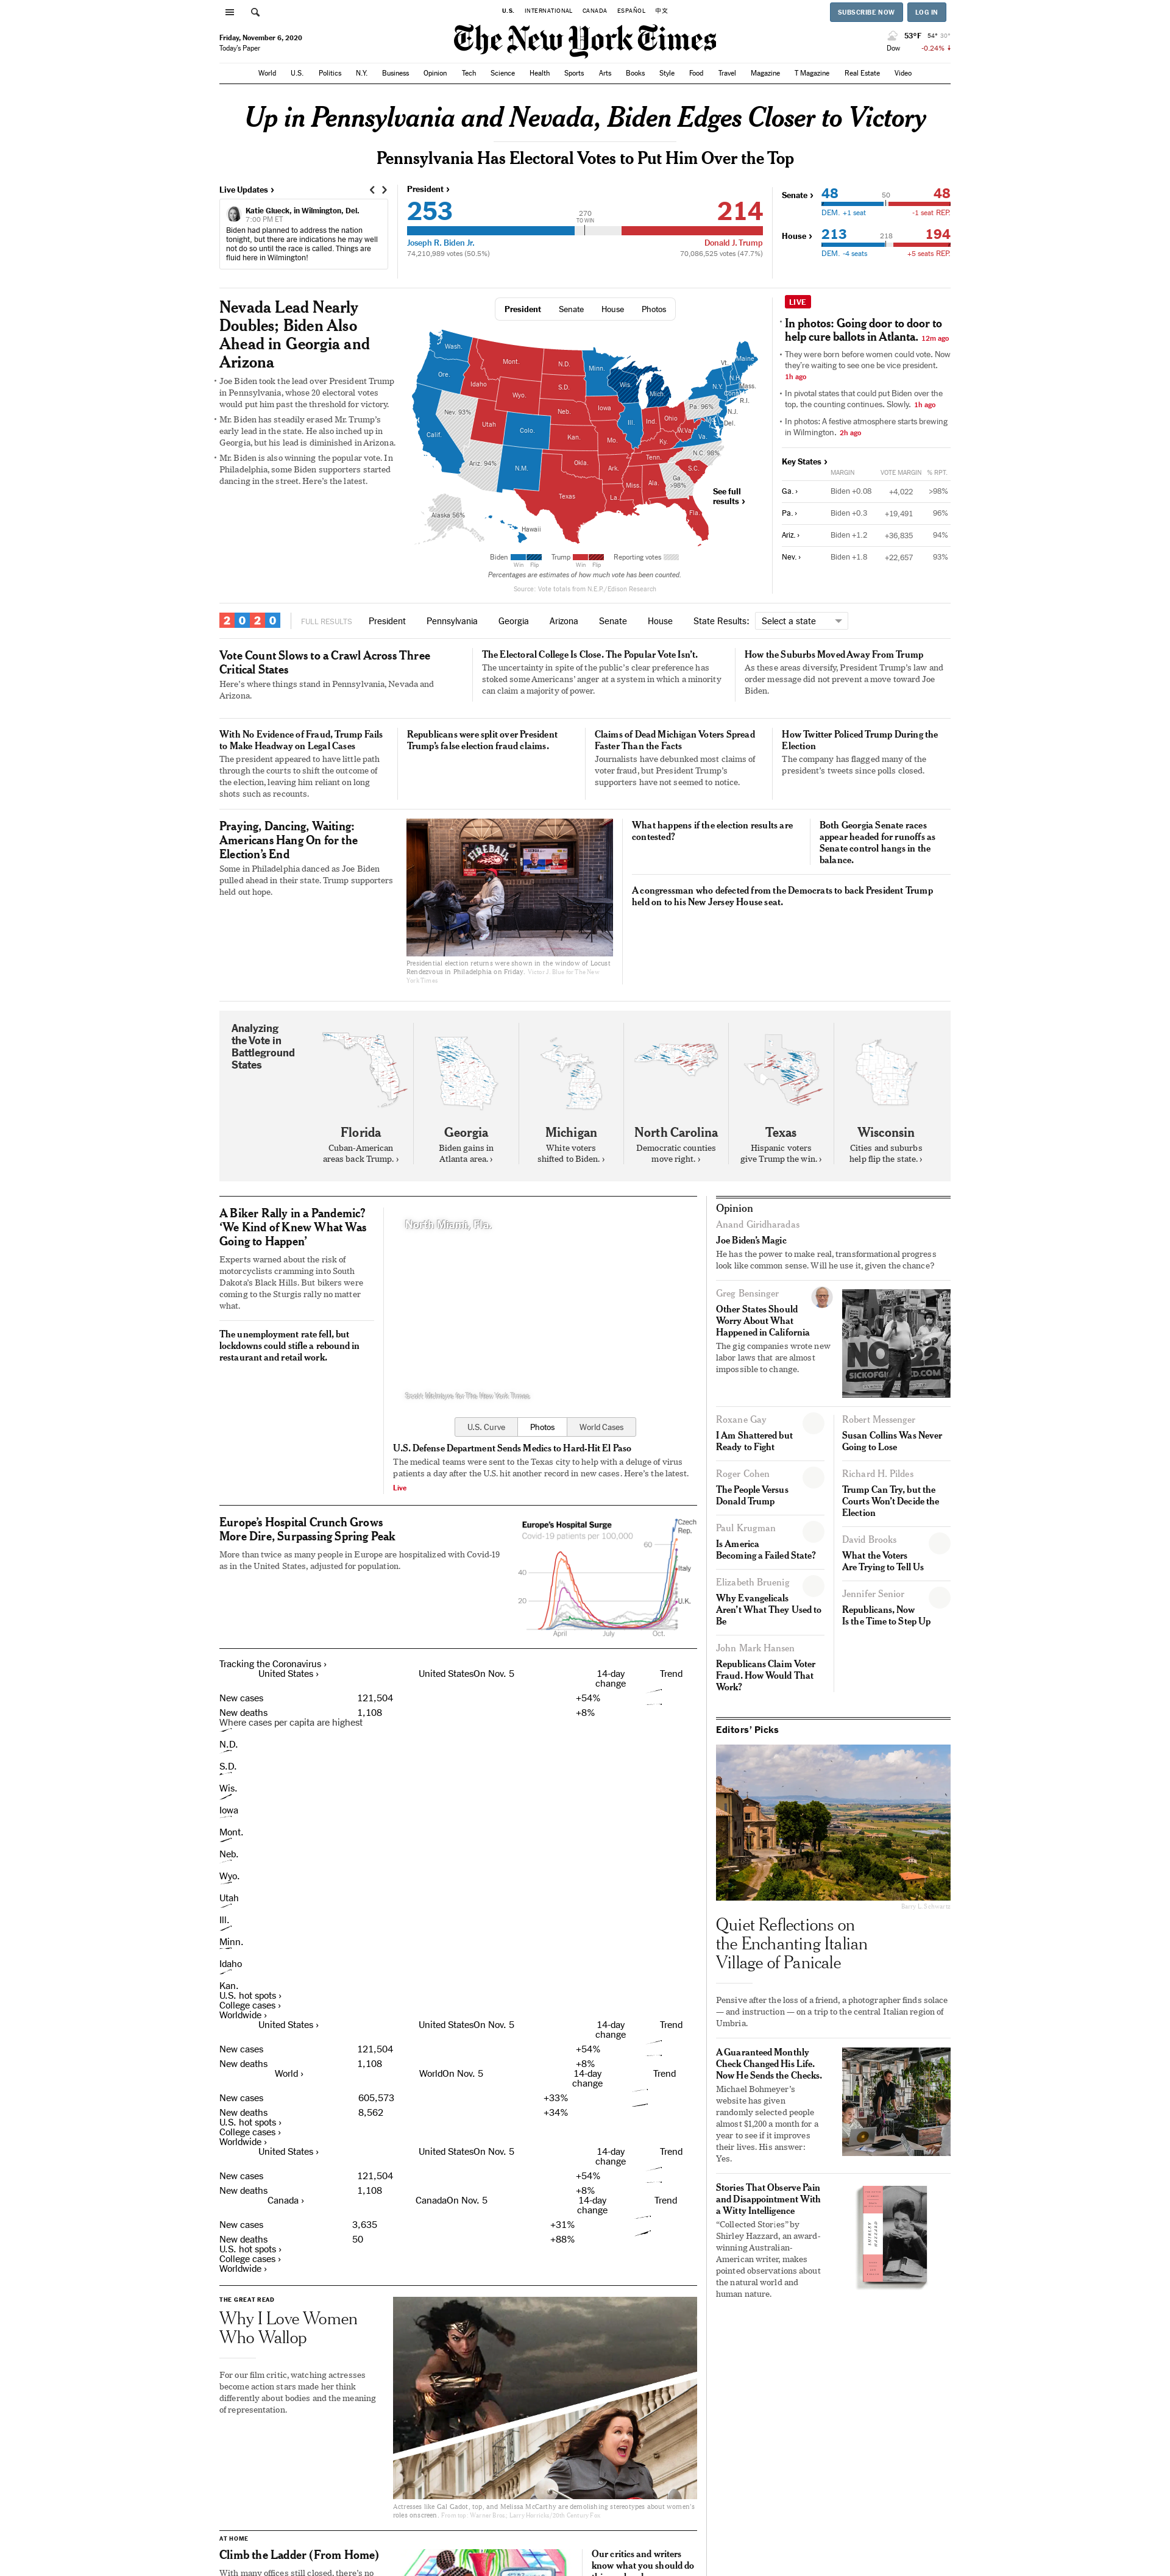 U.S. INTERNATIONAL CANADA ESPAÑOL 中文
SUBSCRIBE NOW LOG IN
Friday, November 6, 2020
Today's Paper
The New York Times
53°F 54° 30°
Dow -0.24%
World U.S. Politics N.Y. Business Opinion Tech Science Health Sports Arts Books Style Food Travel Magazine T Magazine Real Estate Video
Up in Pennsylvania and Nevada, Biden Edges Closer to Victory
Pennsylvania Has Electoral Votes to Put Him Over the Top
Live Updates ›
Katie Glueck, in Wilmington, Del.
7:00 PM ET
Biden had planned to address the nation
tonight, but there are indications he may well
not do so until the race is called. Things are
fluid here in Wilmington!
President ›
253 270 214
TO WIN
Joseph R. Biden Jr. Donald J. Trump
74,210,989 votes (50.5%) 70,086,525 votes (47.7%)
Senate › 48 50 48
DEM. +1 seat -1 seat REP.
House › 213 218 194
DEM. -4 seats +5 seats REP.
Nevada Lead Nearly
Doubles; Biden Also
Ahead in Georgia and
Arizona
Joe Biden took the lead over President Trump
in Pennsylvania, whose 20 electoral votes
would put him past the threshold for victory.
Mr. Biden has steadily erased Mr. Trump's
early lead in the state. He also inched up in
Georgia, but his lead is diminished in Arizona.
Mr. Biden is also winning the popular vote. In
Philadelphia, some Biden supporters started
dancing in the street. Here's the latest.
President Senate House Photos
Wash.
Ore.
Idaho
Mont.
N.D.
Minn.
S.D.
Wis.
Mich.
Vt.
Maine
N.H.
Mass.
N.Y.
Conn.
R.I.
Wyo.
Nev. 93%
Utah
Colo.
Neb.
Iowa
Ill.
Ind.
Ohio
Pa. 96%
N.J.
Del.
Calif.
Kan.
Mo.
Ky.
W.Va.
Va.
Ariz. 94%
N.M.
Okla.
Ark.
Tenn.
N.C. 98%
S.C.
Texas
La.
Miss.
Ala.
Ga.
>98%
Fla.
Alaska 56%
Hawaii
See full
results ›
Biden Trump Reporting votes
Win Flip Win Flip
Percentages are estimates of how much vote has been counted.
Source: Vote totals from N.E.P./Edison Research
LIVE
In photos: Going door to door to
help cure ballots in Atlanta. 12m ago
They were born before women could vote. Now
they're waiting to see one be vice president.
1h ago
In pivotal states that could put Biden over the
top, the counting continues. Slowly. 1h ago
In photos: A festive atmosphere starts brewing
in Wilmington. 2h ago
Key States ›
MARGIN VOTE MARGIN % RPT.
Ga. › Biden +0.08 +4,022 >98%
Pa. › Biden +0.3 +19,491 96%
Ariz. › Biden +1.2 +36,835 94%
Nev. › Biden +1.8 +22,657 93%
2020 FULL RESULTS President Pennsylvania Georgia Arizona Senate House State Results: Select a state
Vote Count Slows to a Crawl Across Three
Critical States
Here's where things stand in Pennsylvania, Nevada and
Arizona.
The Electoral College Is Close. The Popular Vote Isn't.
The uncertainty in spite of the public's clear preference has
stoked some Americans' anger at a system in which a minority
can claim a majority of power.
How the Suburbs Moved Away From Trump
As these areas diversify, President Trump's law and
order message did not prevent a move toward Joe
Biden.
With No Evidence of Fraud, Trump Fails
to Make Headway on Legal Cases
The president appeared to have little path
through the courts to shift the outcome of
the election, leaving him reliant on long
shots such as recounts.
Republicans were split over President
Trump's false election fraud claims.
Claims of Dead Michigan Voters Spread
Faster Than the Facts
Journalists have debunked most claims of
voter fraud, but President Trump's
supporters have not seemed to notice.
How Twitter Policed Trump During the
Election
The company has flagged many of the
president's tweets since polls closed.
Praying, Dancing, Waiting:
Americans Hang On for the
Election's End
Some in Philadelphia danced as Joe Biden
pulled ahead in their state. Trump supporters
held out hope.
FIREBALL
Presidential election returns were shown in the window of Locust
Rendezvous in Philadelphia on Friday. Victor J. Blue for The New
York Times
What happens if the election results are
contested?
Both Georgia Senate races
appear headed for runoffs as
Senate control hangs in the
balance.
A congressman who defected from the Democrats to back President Trump
held on to his New Jersey House seat.
Analyzing
the Vote in
Battleground
States
Florida
Cuban-American
areas back Trump. ›
Georgia
Biden gains in
Atlanta area. ›
Michigan
White voters
shifted to Biden. ›
North Carolina
Democratic counties
move right. ›
Texas
Hispanic voters
give Trump the win. ›
Wisconsin
Cities and suburbs
help flip the state. ›
A Biker Rally in a Pandemic?
'We Kind of Knew What Was
Going to Happen'
Experts warned about the risk of
motorcyclists cramming into South
Dakota's Black Hills. But bikers were
coming to the Sturgis rally no matter
what.
The unemployment rate fell, but
lockdowns could stifle a rebound in
restaurant and retail work.
North Miami, Fla.
Scott McIntyre for The New York Times
U.S. Curve Photos World Cases
U.S. Defense Department Sends Medics to Hard-Hit El Paso
The medical teams were sent to the Texas city to help with a deluge of virus
patients a day after the U.S. hit another record in new cases. Here's the latest.
Live
Europe's Hospital Crunch Grows
More Dire, Surpassing Spring Peak
More than twice as many people in Europe are hospitalized with Covid-19
as in the United States, adjusted for population.
Europe's Hospital Surge
Covid-19 patients per 100,000
Czech
Rep.
60
40
Italy
20
U.K.
April July Oct.
Tracking the Coronavirus ›
United States › United StatesOn Nov. 5 14-day
change Trend
New cases 121,504 +54%
New deaths 1,108 +8%
Where cases per capita are highest
N.D.
S.D.
Wis.
Iowa
Mont.
Neb.
Wyo.
Utah
Ill.
Minn.
Idaho
Kan.
U.S. hot spots ›
College cases ›
Worldwide ›
United States › United StatesOn Nov. 5 14-day
change Trend
New cases 121,504 +54%
New deaths 1,108 +8%
World › WorldOn Nov. 5 14-day
change Trend
New cases 605,573 +33%
New deaths 8,562 +34%
U.S. hot spots ›
College cases ›
Worldwide ›
United States › United StatesOn Nov. 5 14-day
change Trend
New cases 121,504 +54%
New deaths 1,108 +8%
Canada › CanadaOn Nov. 5 14-day
change Trend
New cases 3,635 +31%
New deaths 50 +88%
U.S. hot spots ›
College cases ›
Worldwide ›
THE GREAT READ
Why I Love Women
Who Wallop
For our film critic, watching actresses
become action stars made her think
differently about bodies and the meaning
of representation.
Actresses like Gal Gadot, top, and Melissa McCarthy are demolishing stereotypes about women's
roles onscreen. From top: Warner Bros.; Larry Horricks/20th Century Fox
AT HOME
Climb the Ladder (From Home)
With many offices still closed, there's no
Our critics and writers
know what you should do
Opinion
Anand Giridharadas
Joe Biden's Magic
He has the power to make real, transformational progress
look like common sense. Will he use it, given the chance?
Greg Bensinger
Other States Should
Worry About What
Happened in California
The gig companies wrote new
labor laws that are almost
impossible to change.
NO 22
SICKOFGIGGREED.COM
Roxane Gay
I Am Shattered but
Ready to Fight
Roger Cohen
The People Versus
Donald Trump
Paul Krugman
Is America
Becoming a Failed State?
Elizabeth Bruenig
Why Evangelicals
Aren't What They Used to
Be
John Mark Hansen
Republicans Claim Voter
Fraud. How Would That
Work?
Robert Messenger
Susan Collins Was Never
Going to Lose
Richard H. Pildes
Trump Can Try, but the
Courts Won't Decide the
Election
David Brooks
What the Voters
Are Trying to Tell Us
Jennifer Senior
Republicans, Now
Is the Time to Step Up
Editors' Picks
Barry L Schwartz
Quiet Reflections on
the Enchanting Italian
Village of Panicale
Pensive after the loss of a friend, a photographer finds solace
— and instruction — on a trip to the central Italian region of
Umbria.
A Guaranteed Monthly
Check Changed His Life.
Now He Sends the Checks.
Michael Bohmeyer's
website has given
randomly selected people
almost $1,200 a month for a
year to see if it improves
their lives. His answer:
Yes.
Stories That Observe Pain
and Disappointment With
a Witty Intelligence
"Collected Stories" by
Shirley Hazzard, an award-
winning Australian-
American writer, makes
pointed observations about
the natural world and
human nature.
SHIRLEY HAZZARD